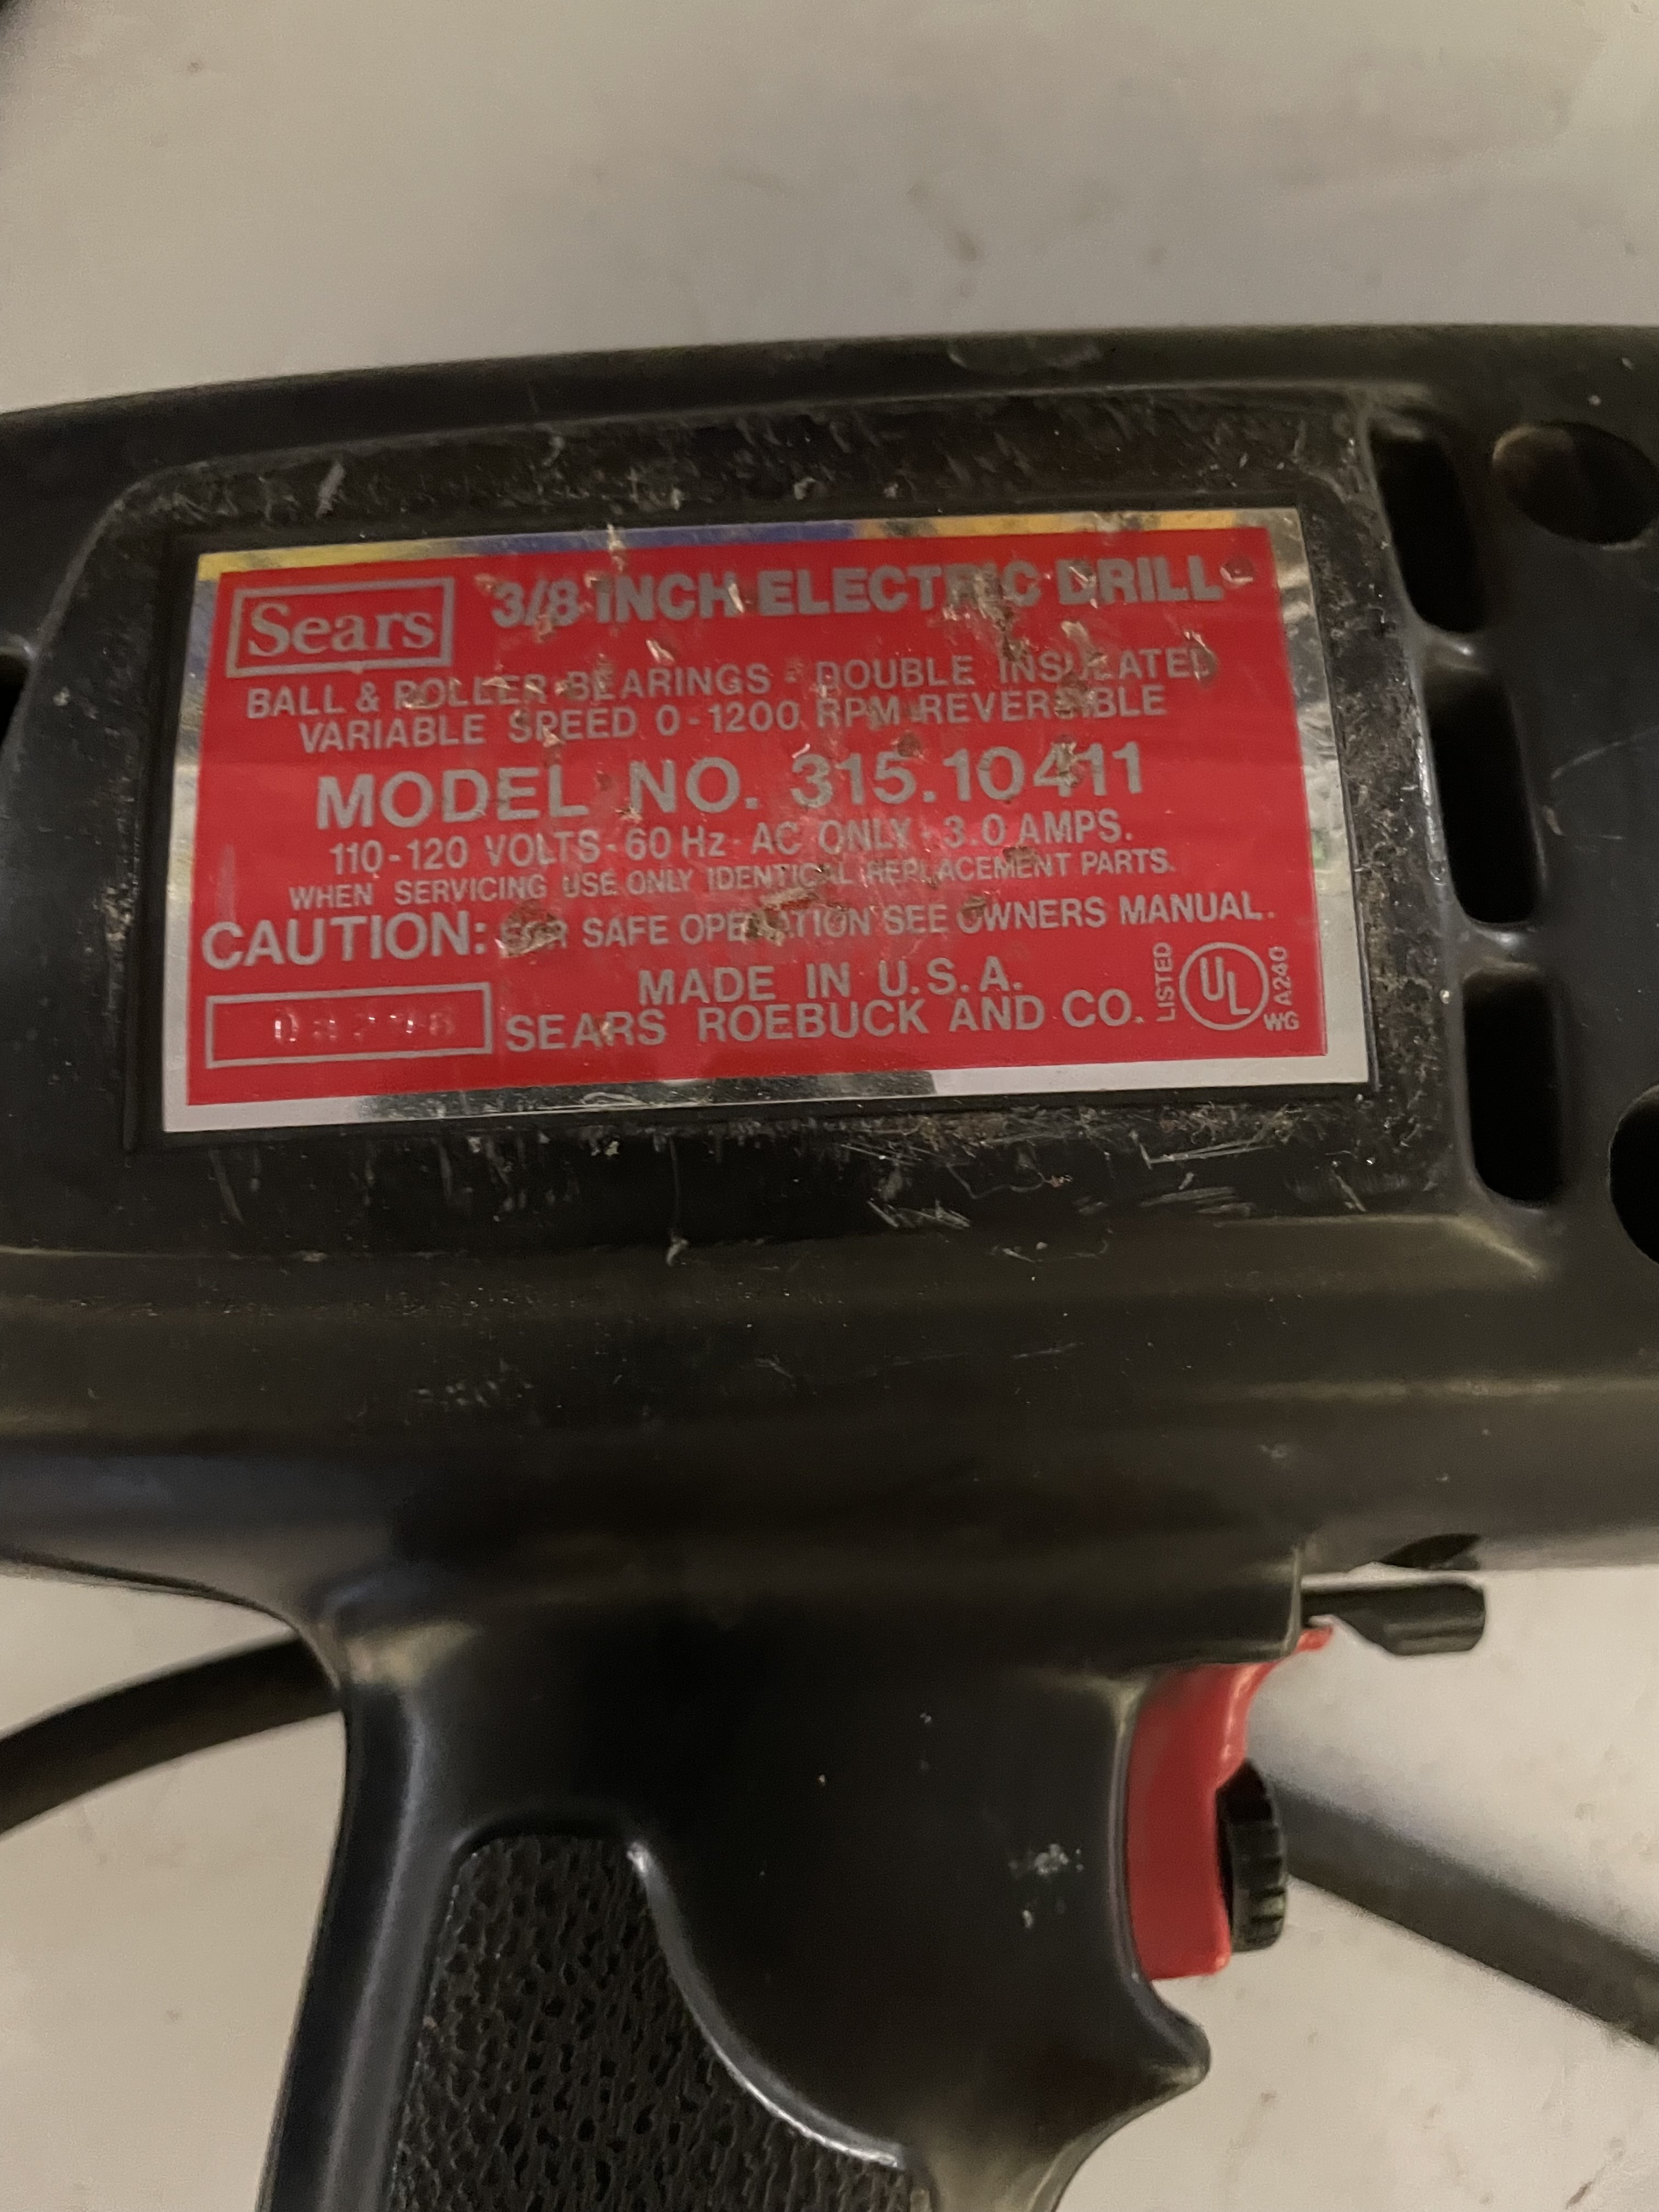 Sears
3/8 INCH ELECTRIC DRILL
BALL & ROLLER BEARINGS - DOUBLE INSULATED
VARIABLE SPEED 0-1200 RPM-REVERSIBLE
MODEL NO. 315.10411
110-120 VOLTS-60 Hz-AC ONLY-3.0 AMPS.
WHEN SERVICING USE ONLY IDENTICAL REPLACEMENT PARTS.
CAUTION: FOR SAFE OPERATION SEE OWNERS MANUAL.
MADE IN U.S.A.
SEARS ROEBUCK AND CO.
LISTED
UL
A240
WG